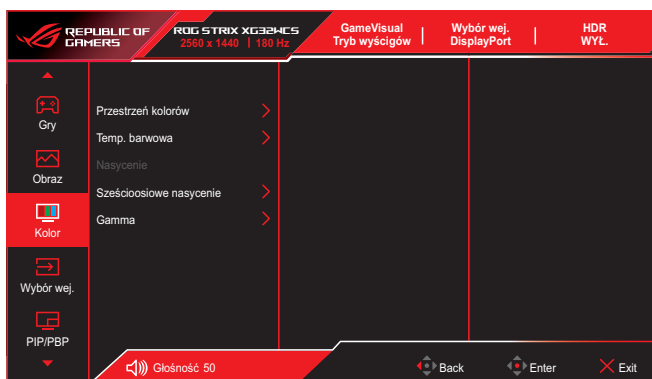 REPUBLIC OF
GAMERS
ROG STRIX XG32WCS
2560 x 1440 | 180 Hz
GameVisual
Tryb wyścigów
Wybór wej.
DisplayPort
HDR
WYŁ.
Gry
Obraz
Kolor
Wybór wej.
PIP/PBP
Przestrzeń kolorów
Temp. barwowa
Nasycenie
Sześcioosiowe nasycenie
Gamma
Głośność 50
Back
Enter
Exit